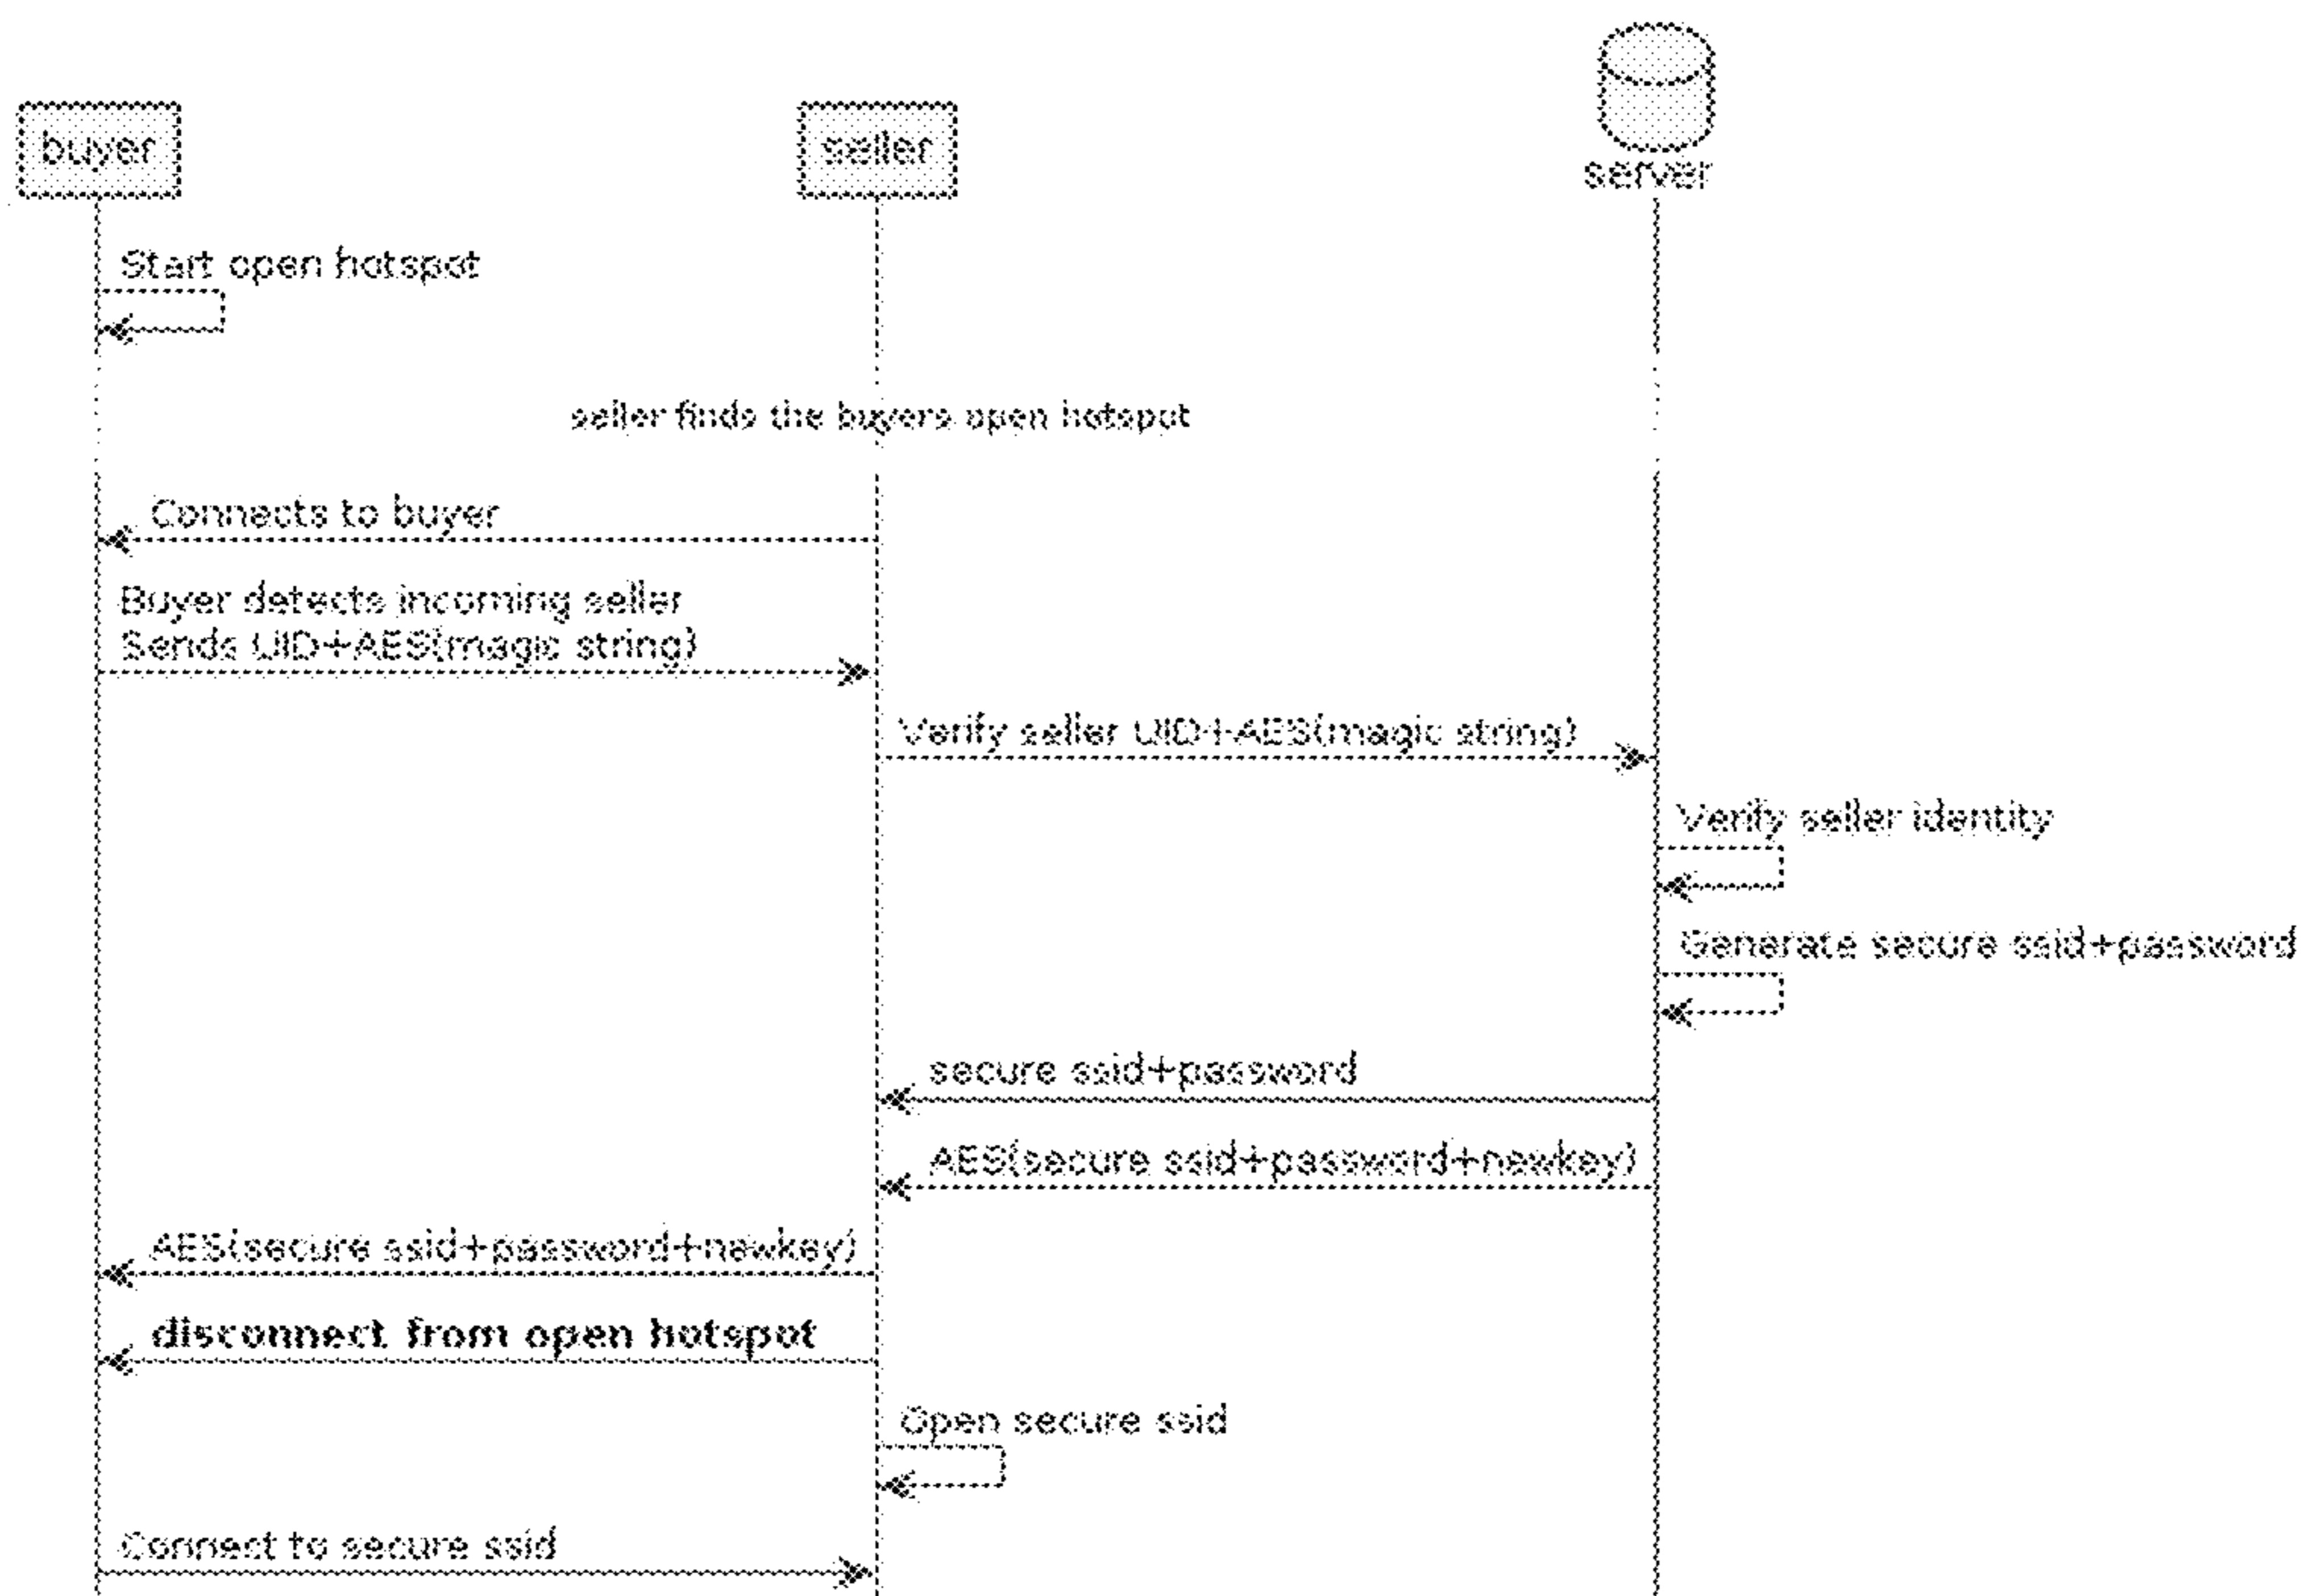 buyer
seller
server
Start open hotspot
seller finds the buyers open hotspot
Connects to buyer
Buyer detects incoming seller
Sends UID+AES(magic string)
Verify seller UID+AES(magic string)
Verify seller identity
Generate secure ssid+password
secure ssid+password
AES(secure ssid+password+newkey)
AES(secure ssid+password+newkey)
disconnect from open hotspot
Open secure ssid
Connect to secure ssid